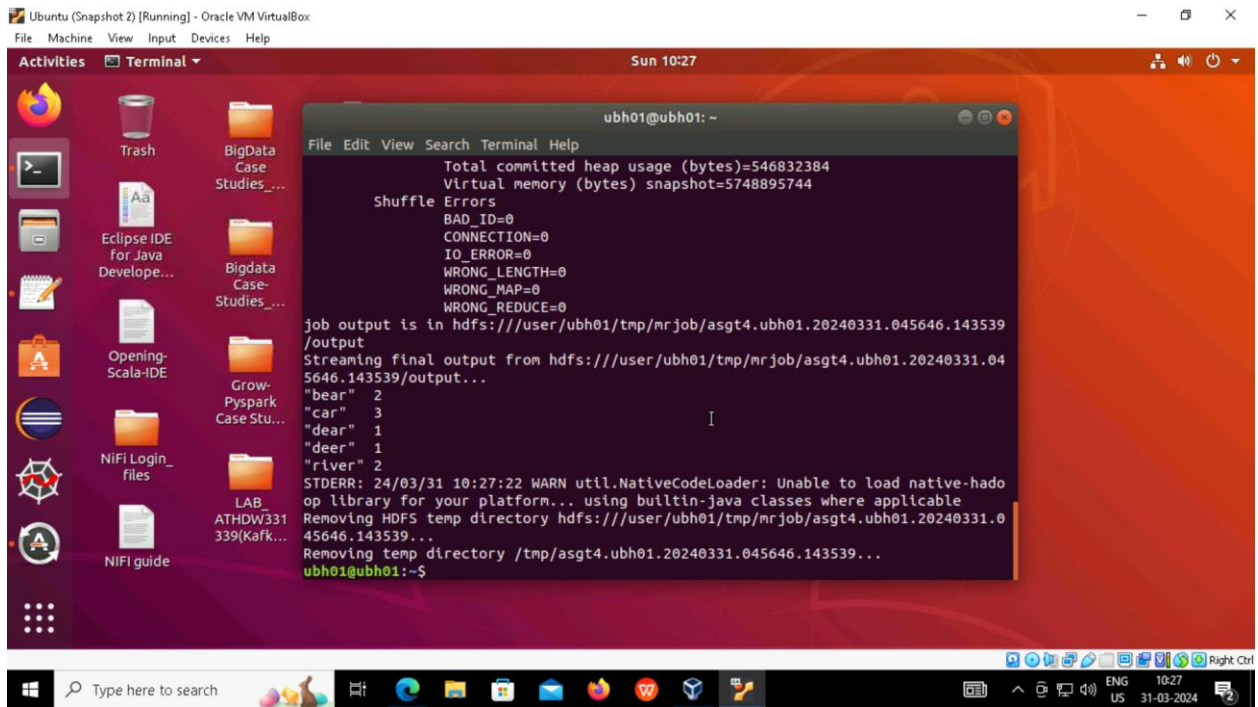 Ubuntu (Snapshot 2) [Running] - Oracle VM VirtualBox
File Machine View Input Devices Help
Activities Terminal Sun 10:27
Trash
BigData
Case
Studies_...
Eclipse IDE
for Java
Develope...
Bigdata
Case-
Studies_...
Opening-
Scala-IDE
Grow-
Pyspark
Case Stu...
NiFi Login_
files
LAB_
ATHDW331
339(Kafk...
NIFI guide
ubh01@ubh01: ~
File Edit View Search Terminal Help
Total committed heap usage (bytes)=546832384
Virtual memory (bytes) snapshot=5748895744
Shuffle Errors
BAD_ID=0
CONNECTION=0
IO_ERROR=0
WRONG_LENGTH=0
WRONG_MAP=0
WRONG_REDUCE=0
job output is in hdfs:///user/ubh01/tmp/mrjob/asgt4.ubh01.20240331.045646.143539
/output
Streaming final output from hdfs:///user/ubh01/tmp/mrjob/asgt4.ubh01.20240331.04
5646.143539/output...
"bear" 2
"car" 3
"dear" 1
"deer" 1
"river" 2
STDERR: 24/03/31 10:27:22 WARN util.NativeCodeLoader: Unable to load native-hado
op library for your platform... using builtin-java classes where applicable
Removing HDFS temp directory hdfs:///user/ubh01/tmp/mrjob/asgt4.ubh01.20240331.0
45646.143539...
Removing temp directory /tmp/asgt4.ubh01.20240331.045646.143539...
ubh01@ubh01:~$
Right Ctrl
Type here to search
ENG
US
10:27
31-03-2024
2